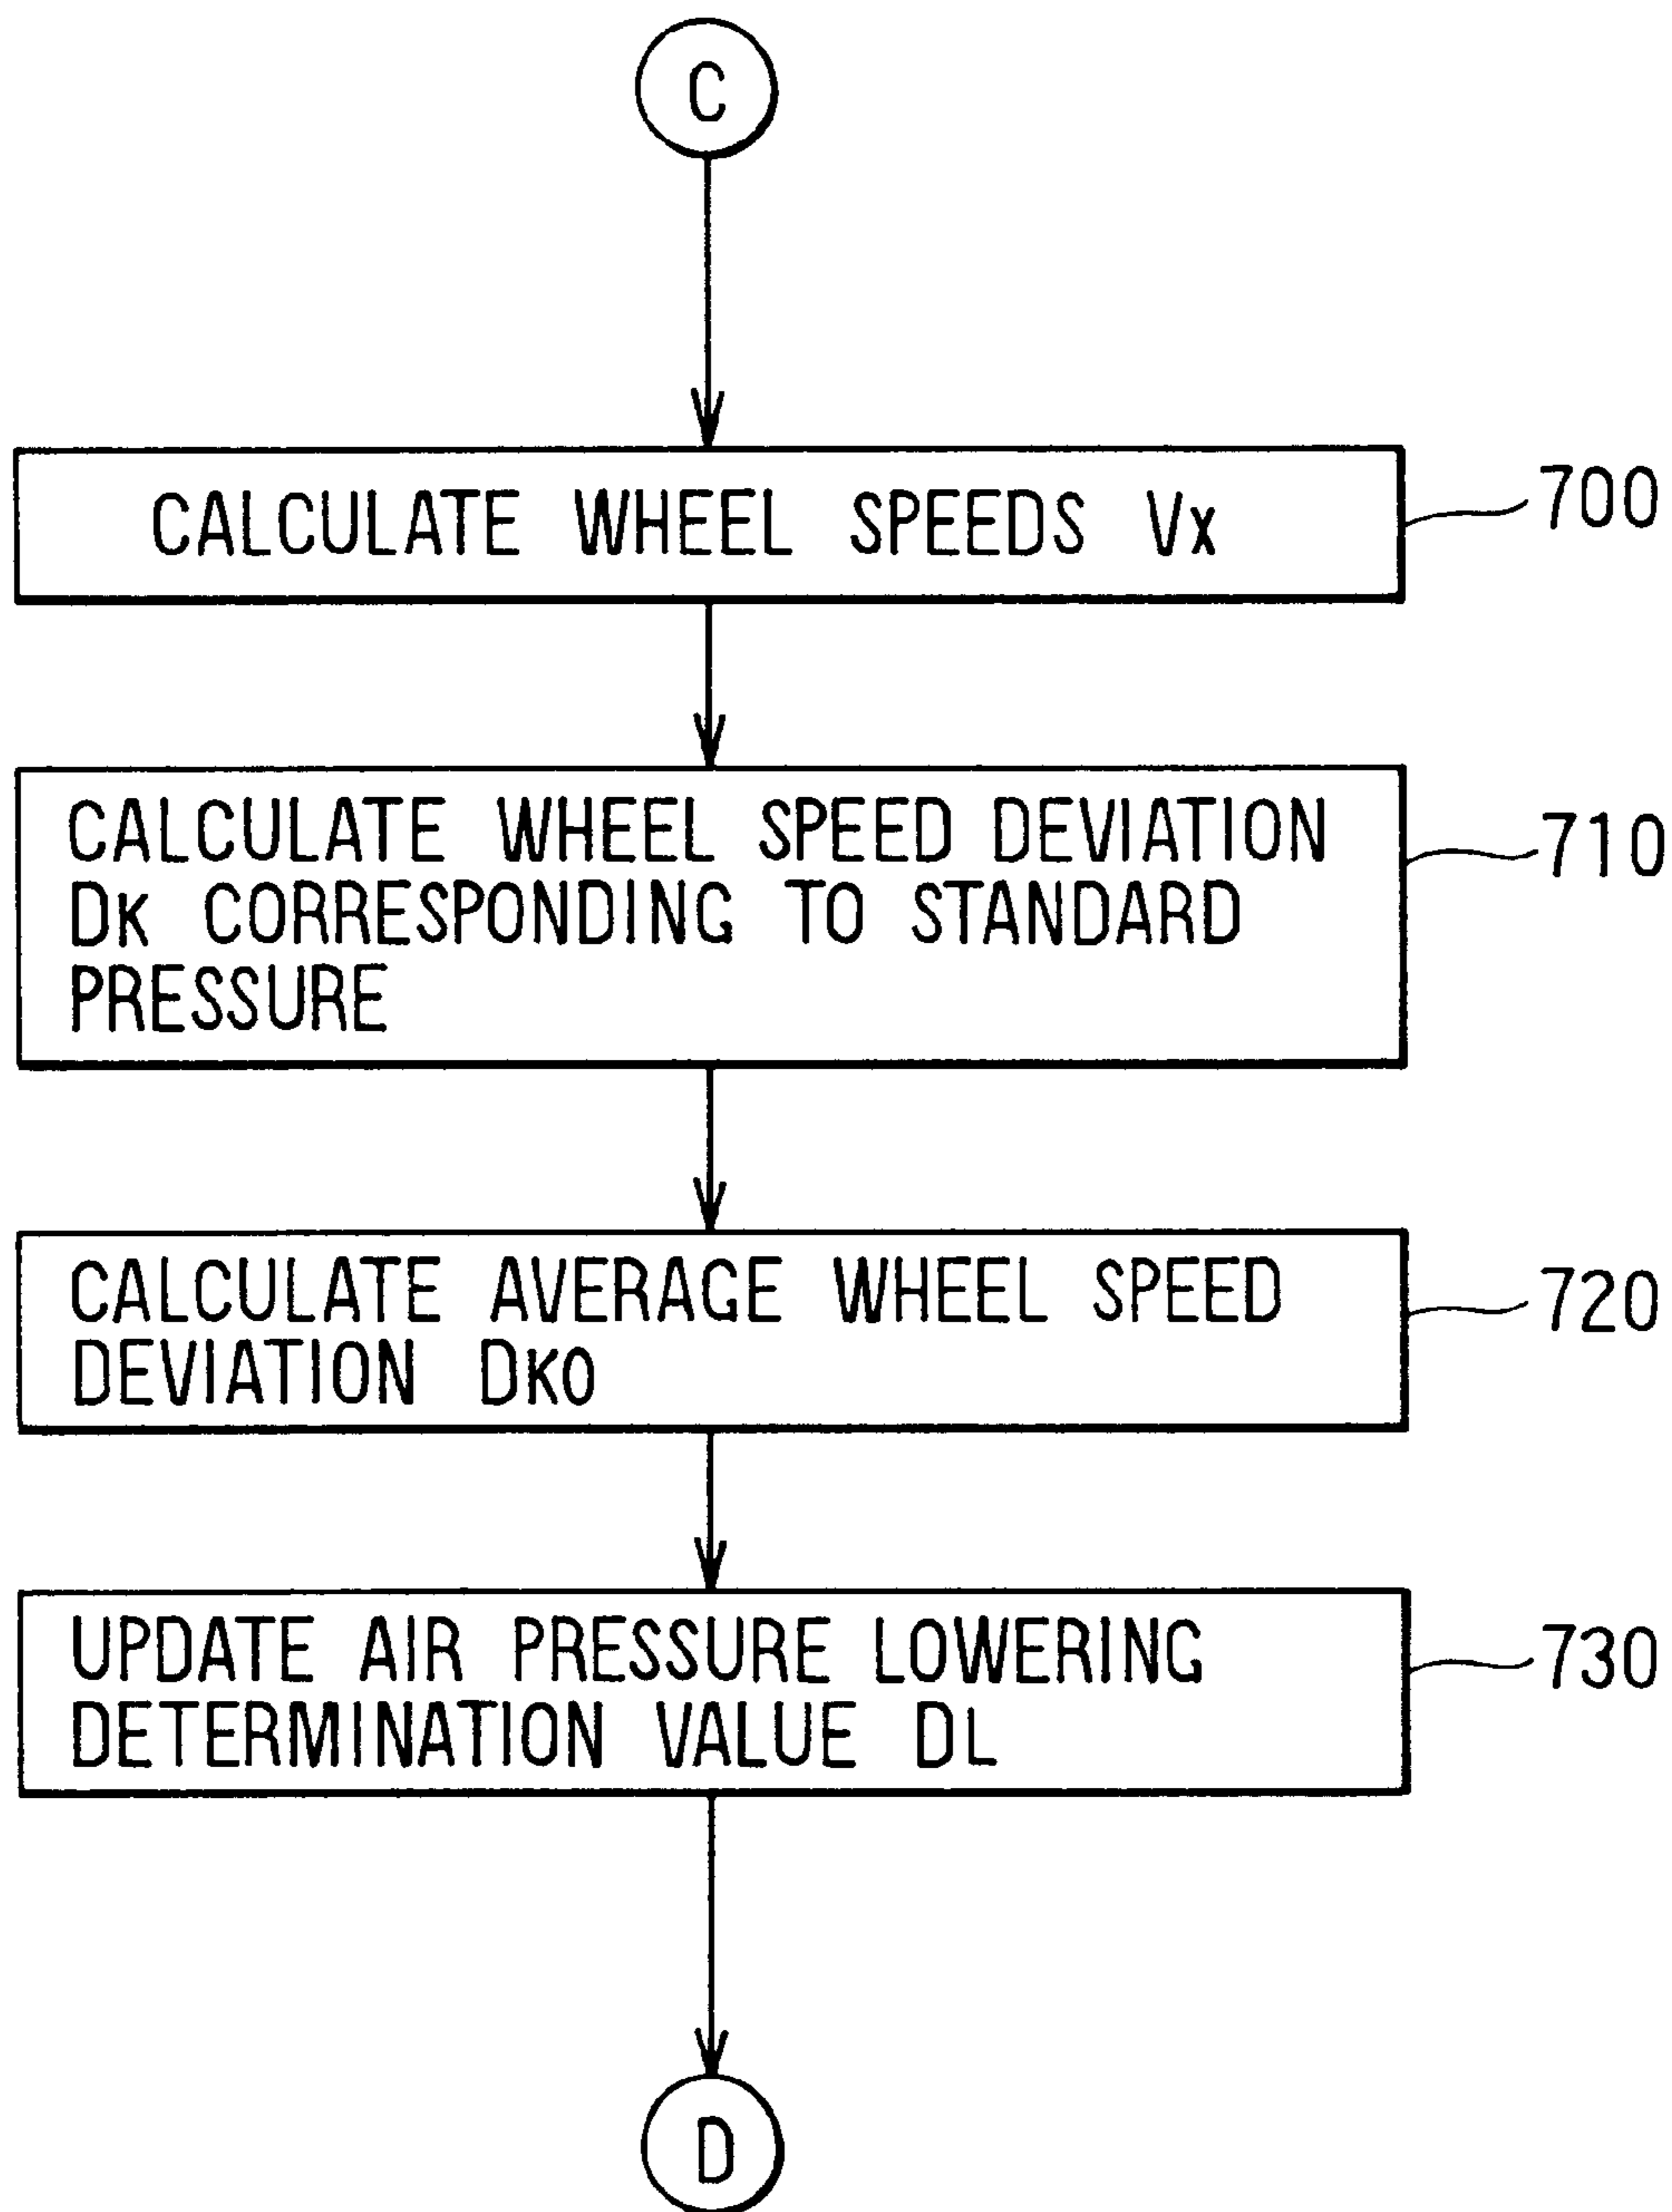 C
CALCULATE WHEEL SPEEDS Vx
700
CALCULATE WHEEL SPEED DEVIATION
DK CORRESPONDING TO STANDARD
PRESSURE
710
CALCULATE AVERAGE WHEEL SPEED
DEVIATION DKO
720
UPDATE AIR PRESSURE LOWERING
DETERMINATION VALUE DL
730
D